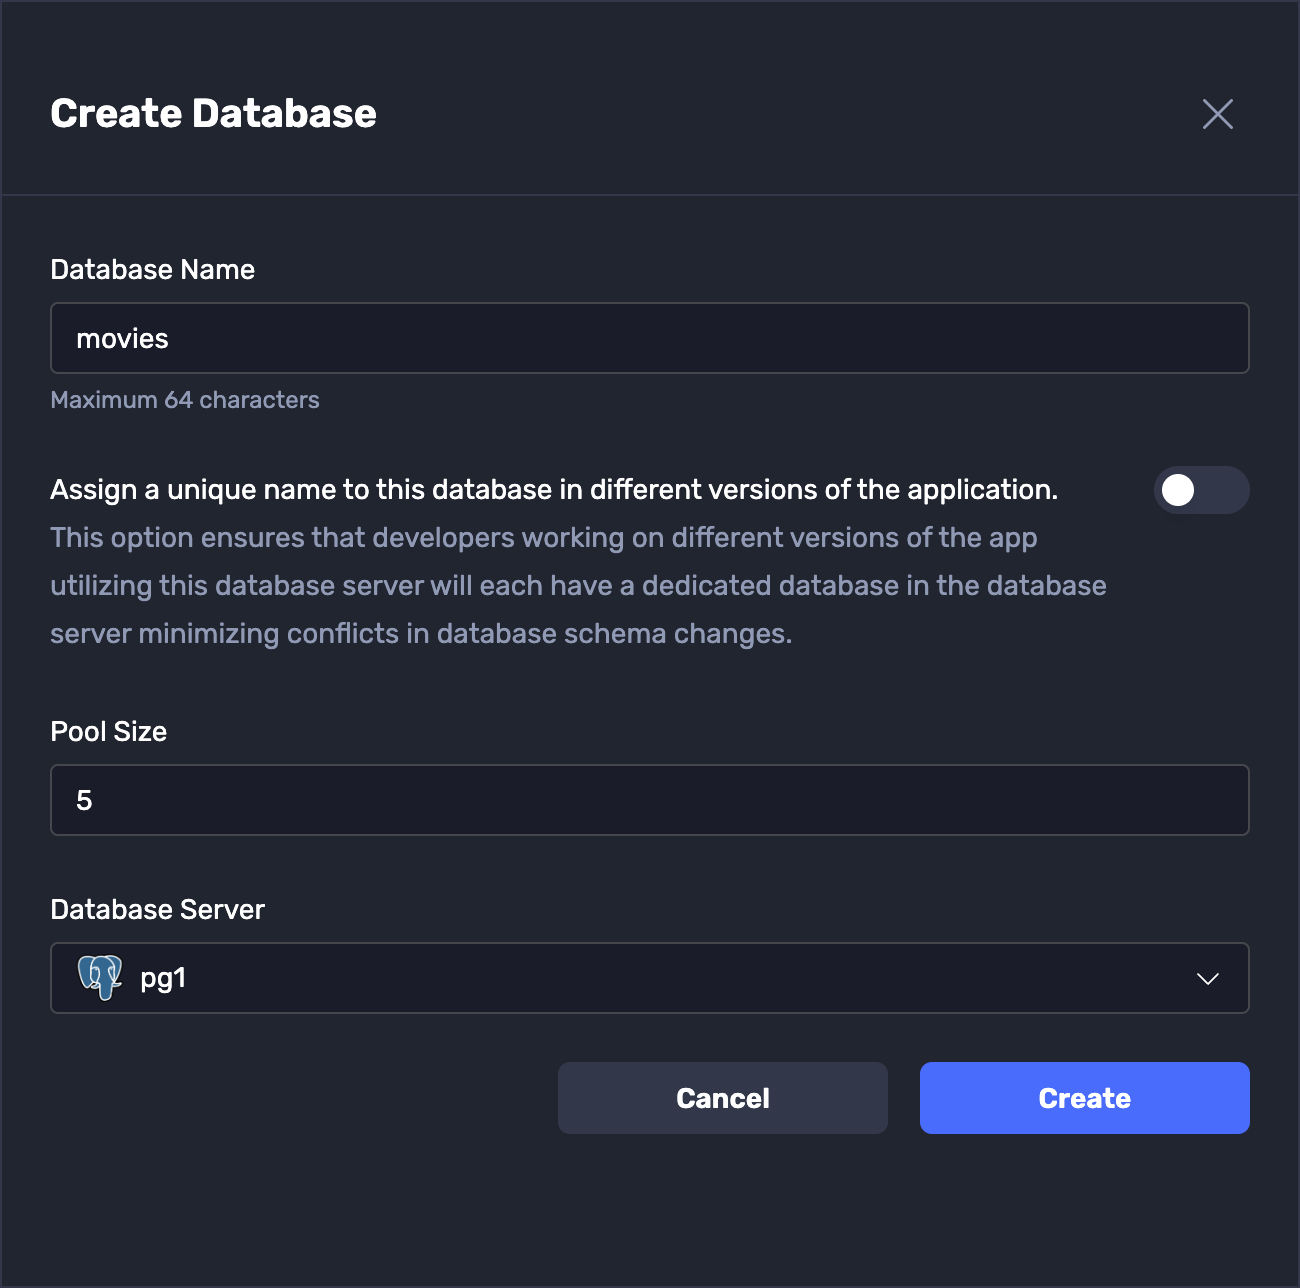 Create Database
Database Name
movies
Maximum 64 characters
Assign a unique name to this database in different versions of the application.
This option ensures that developers working on different versions of the app
utilizing this database server will each have a dedicated database in the database
server minimizing conflicts in database schema changes.
Pool Size
5
Database Server
pg1
Cancel
Create